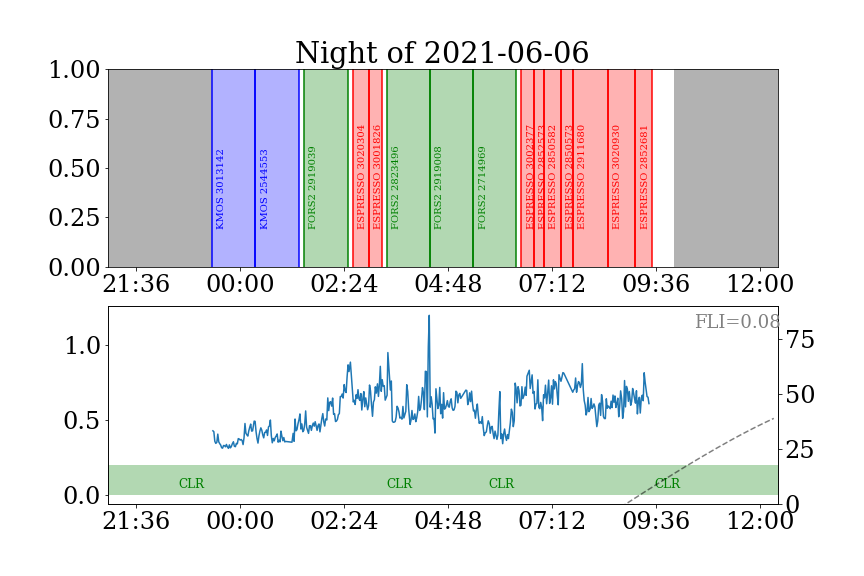 Night of 2021-06-06
1.00
0.75
0.50
0.25
0.00
KMOS 3013142
KMOS 2544553
FORS2 2919039
ESPRESSO 3020304
ESPRESSO 3001826
FORS2 2823496
FORS2 2919008
FORS2 2714969
ESPRESSO 3002377
ESPRESSO 2852573
ESPRESSO 2850582
ESPRESSO 2850573
ESPRESSO 2911680
ESPRESSO 3020930
ESPRESSO 2852681
21:36 00:00 02:24 04:48 07:12 09:36 12:00
FLI=0.08
1.0
0.5
0.0
75
50
25
0
CLR CLR CLR CLR
21:36 00:00 02:24 04:48 07:12 09:36 12:00